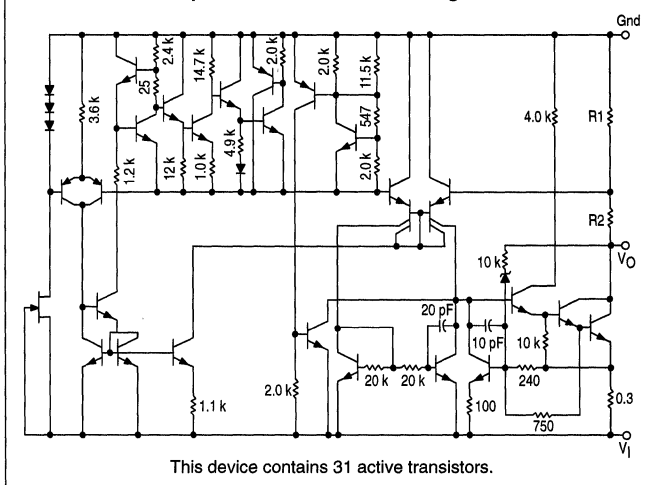 Gnd
2.4 k
25
14.7 k
2.0 k
2.0 k
11.5 k
547
3.6 k
4.0 k
R1
1.2 k
12 k
1.0 k
4.9 k
2.0 k
R2
VO
10 k
20 pF
10 pF
10 k
20 k
20 k
240
2.0 k
1.1 k
100
750
0.3
VI
This device contains 31 active transistors.